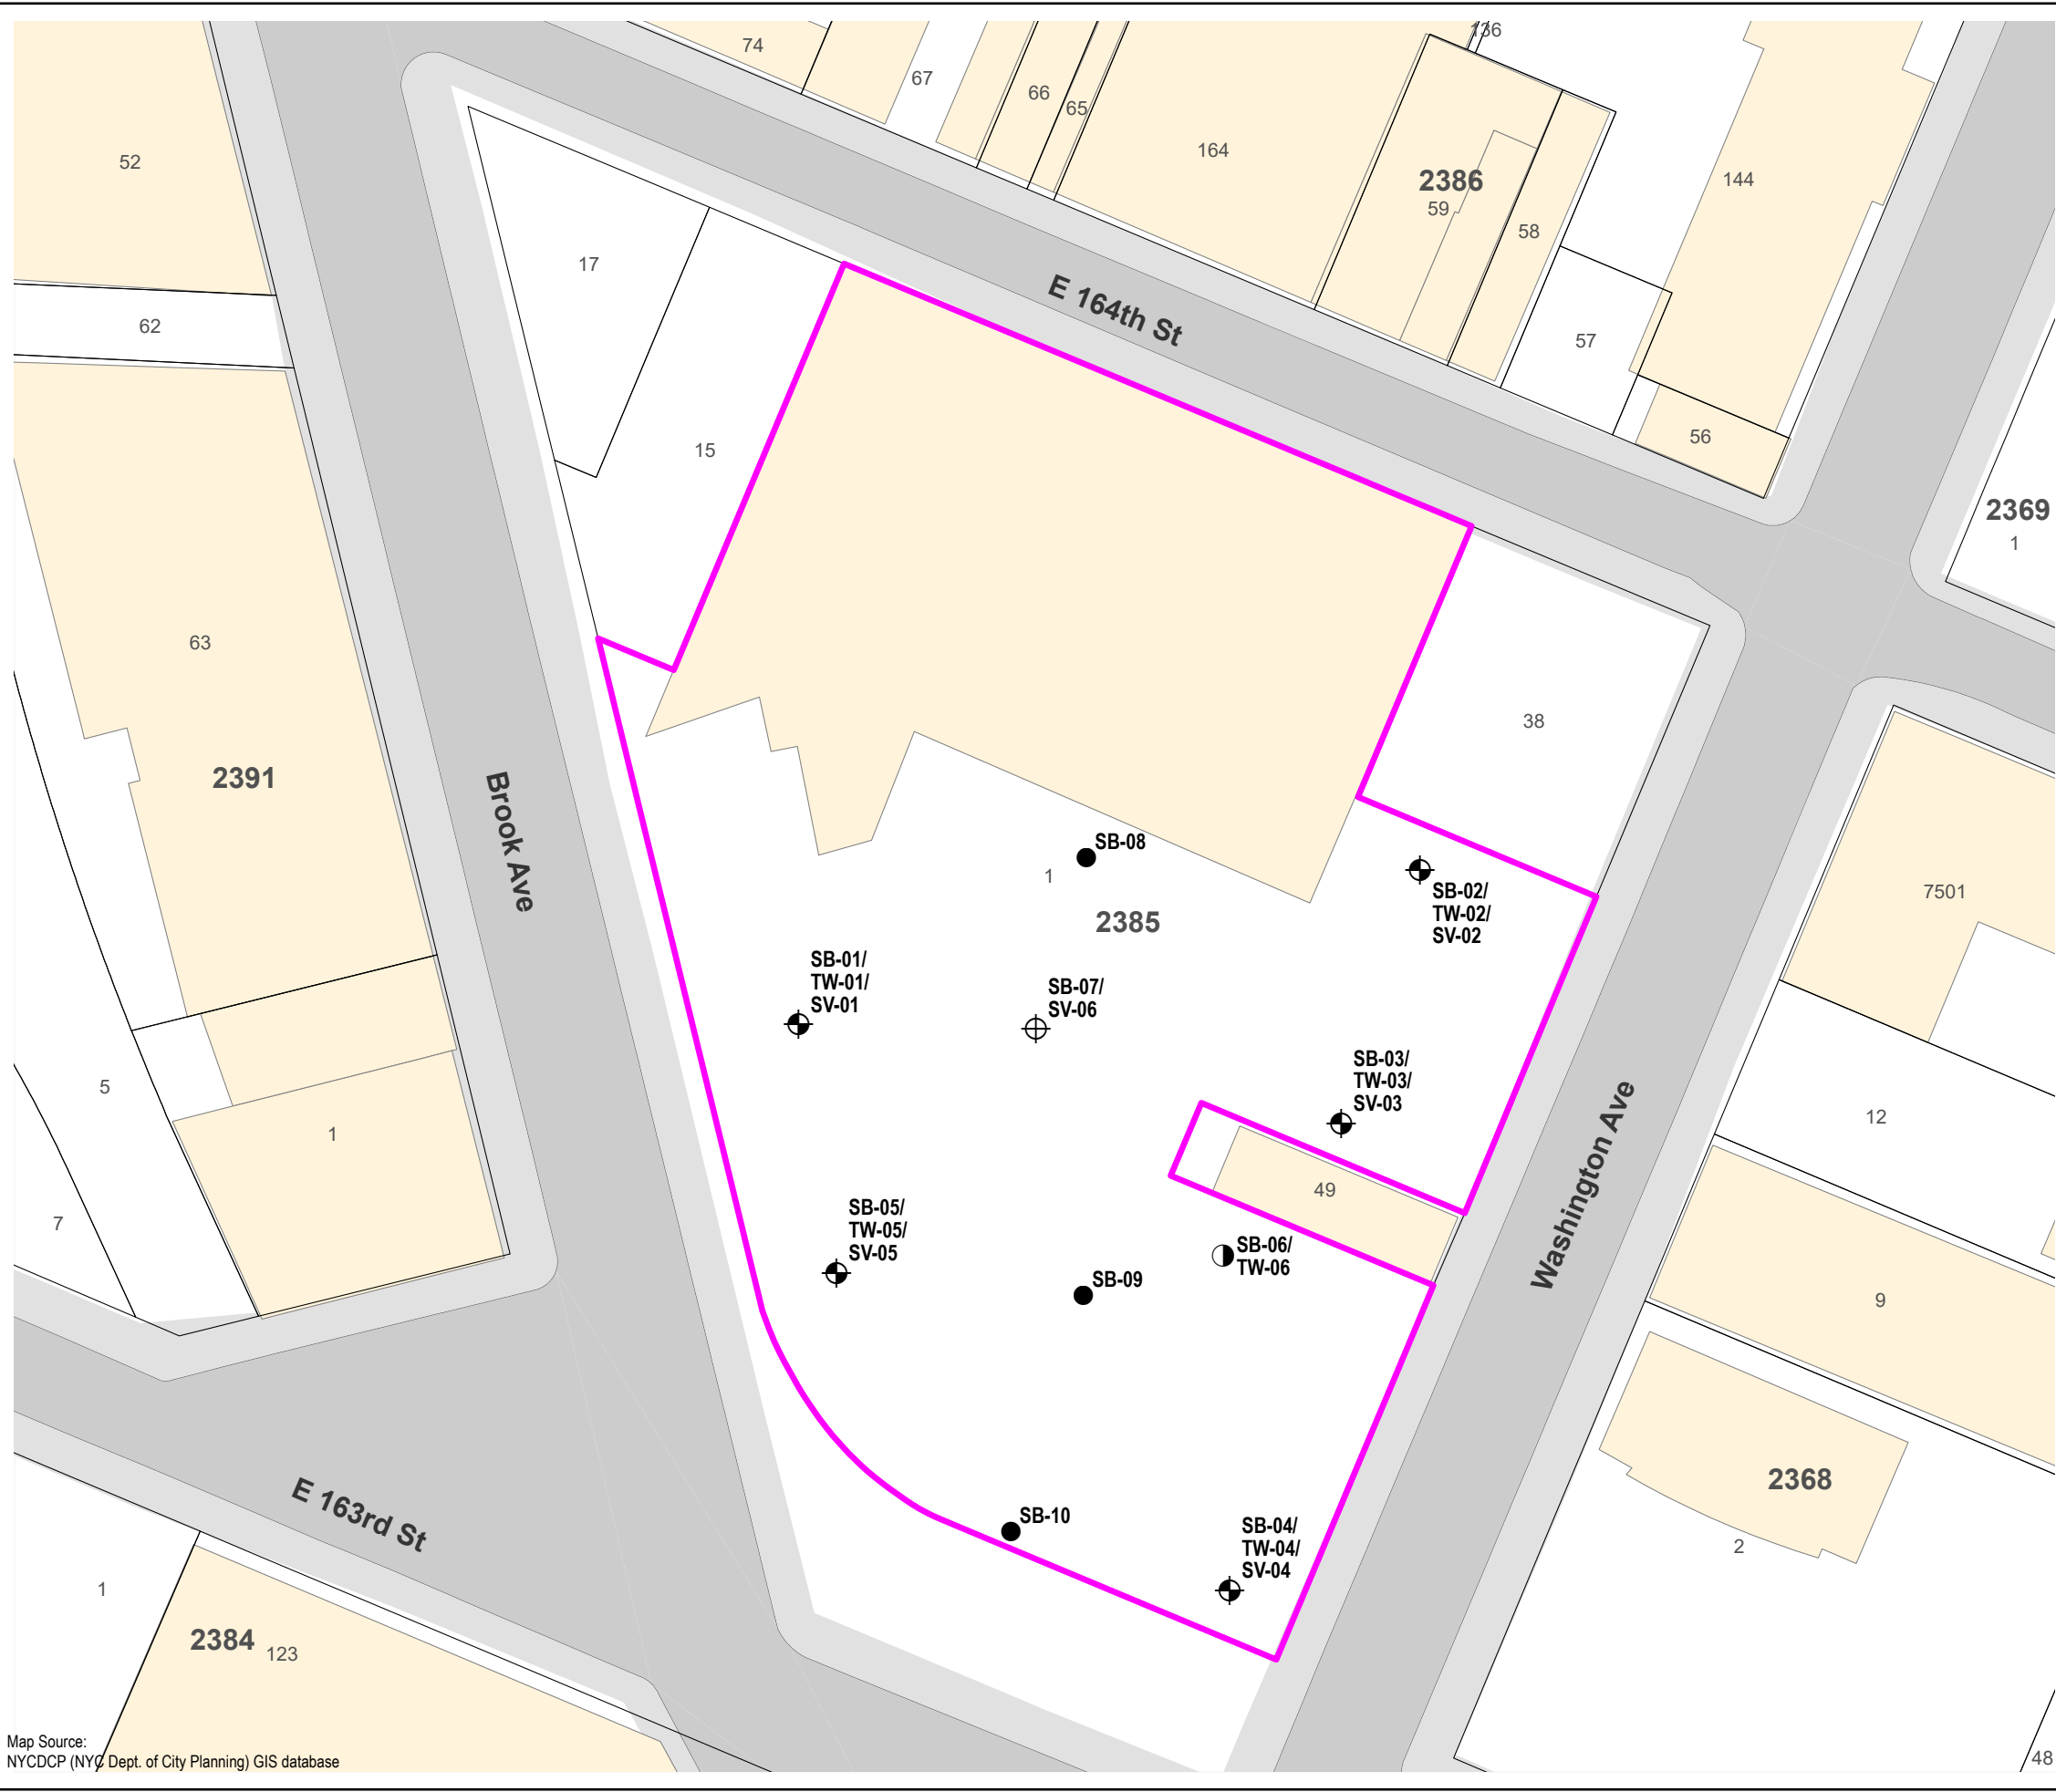 74
67
66
65
136
164
2386
59
58
144
52
17
E 164th St
62
57
15
56
2369
1
63
38
2391
Brook Ave
SB-08
1
2385
SB-02/
TW-02/
SV-02
7501
SB-01/
TW-01/
SV-01
SB-07/
SV-06
SB-03/
TW-03/
SV-03
5
1
12
7
49
Washington Ave
SB-05/
TW-05/
SV-05
SB-06/
TW-06
SB-09
9
E 163rd St
2368
2
SB-10
SB-04/
TW-04/
SV-04
1
2384
123
48
Map Source:
NYCDCP (NYC Dept. of City Planning) GIS database